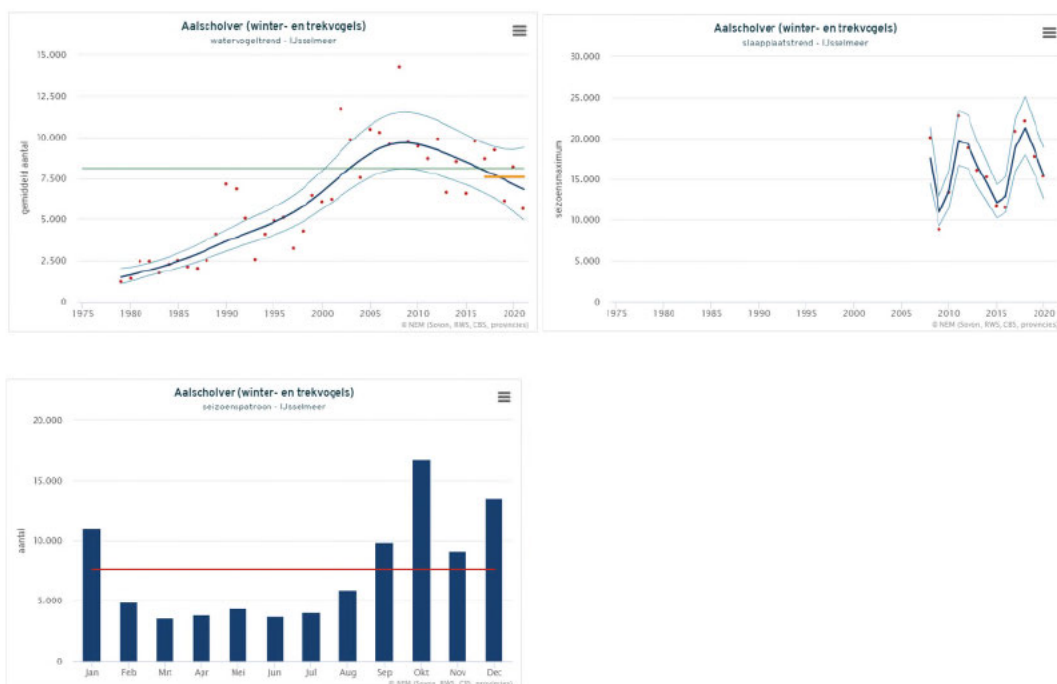 Aalscholver (winter- en trekvogels)
watervogeltrend - IJsselmeer
gemiddeld aantal
15.000
12.500
10.000
7.500
5.000
2.500
0
1975 1980 1985 1990 1995 2000 2005 2010 2015 2020
© NEM (Sovon, RWS, CBS, provincies)
Aalscholver (winter- en trekvogels)
slaapplaatstrend - IJsselmeer
seizoensmaximum
30.000
25.000
20.000
15.000
10.000
5.000
0
1975 1980 1985 1990 1995 2000 2005 2010 2015 2020
© NEM (Sovon, RWS, CBS, provincies)
Aalscholver (winter- en trekvogels)
seizoenspatroon - IJsselmeer
aantal
20.000
15.000
10.000
5.000
0
Jan Feb Mrt Apr Mei Jun Jul Aug Sep Okt Nov Dec
© NEM (Sovon, RWS, CBS, provincies)